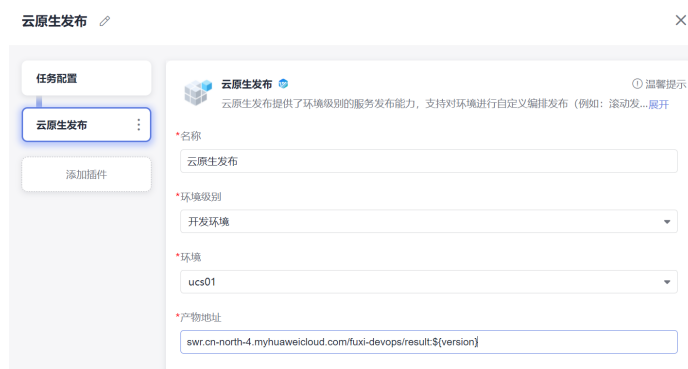 云原生发布
任务配置
云原生发布
添加插件
云原生发布
温馨提示
云原生发布提供了环境级别的服务发布能力，支持对环境进行自定义编排发布（例如：滚动发...展开
*名称
云原生发布
*环境级别
开发环境
*环境
ucs01
*产物地址
swr.cn-north-4.myhuaweicloud.com/fuxi-devops/result:${version}